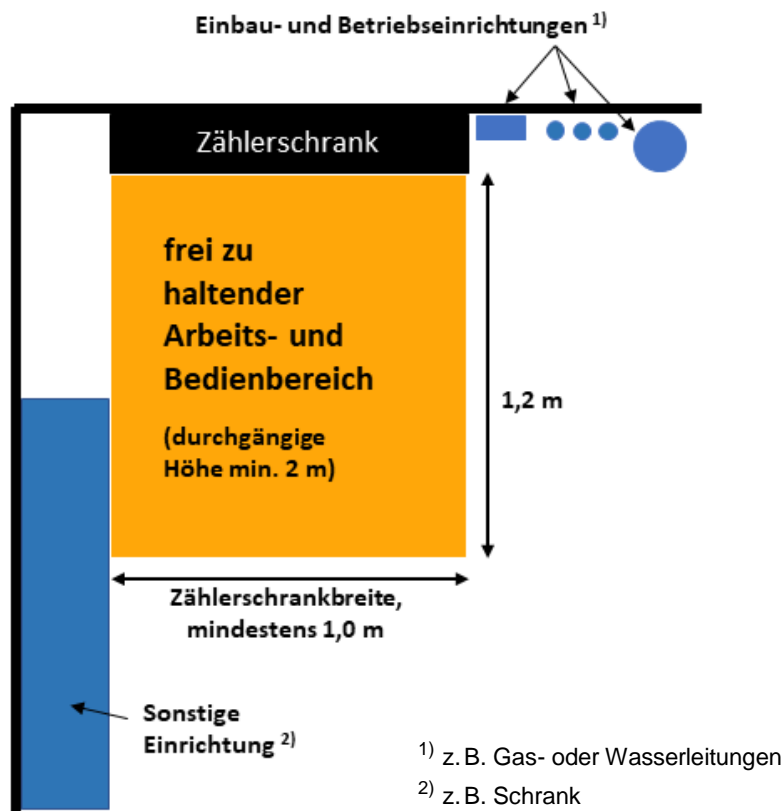 Einbau- und Betriebseinrichtungen ¹⁾
Zählerschrank
frei zu
haltender
Arbeits- und
Bedienbereich
(durchgängige
Höhe min. 2 m)
1,2 m
Zählerschrankbreite,
mindestens 1,0 m
Sonstige
Einrichtung ²⁾
¹⁾ z.B. Gas- oder Wasserleitungen
²⁾ z.B. Schrank